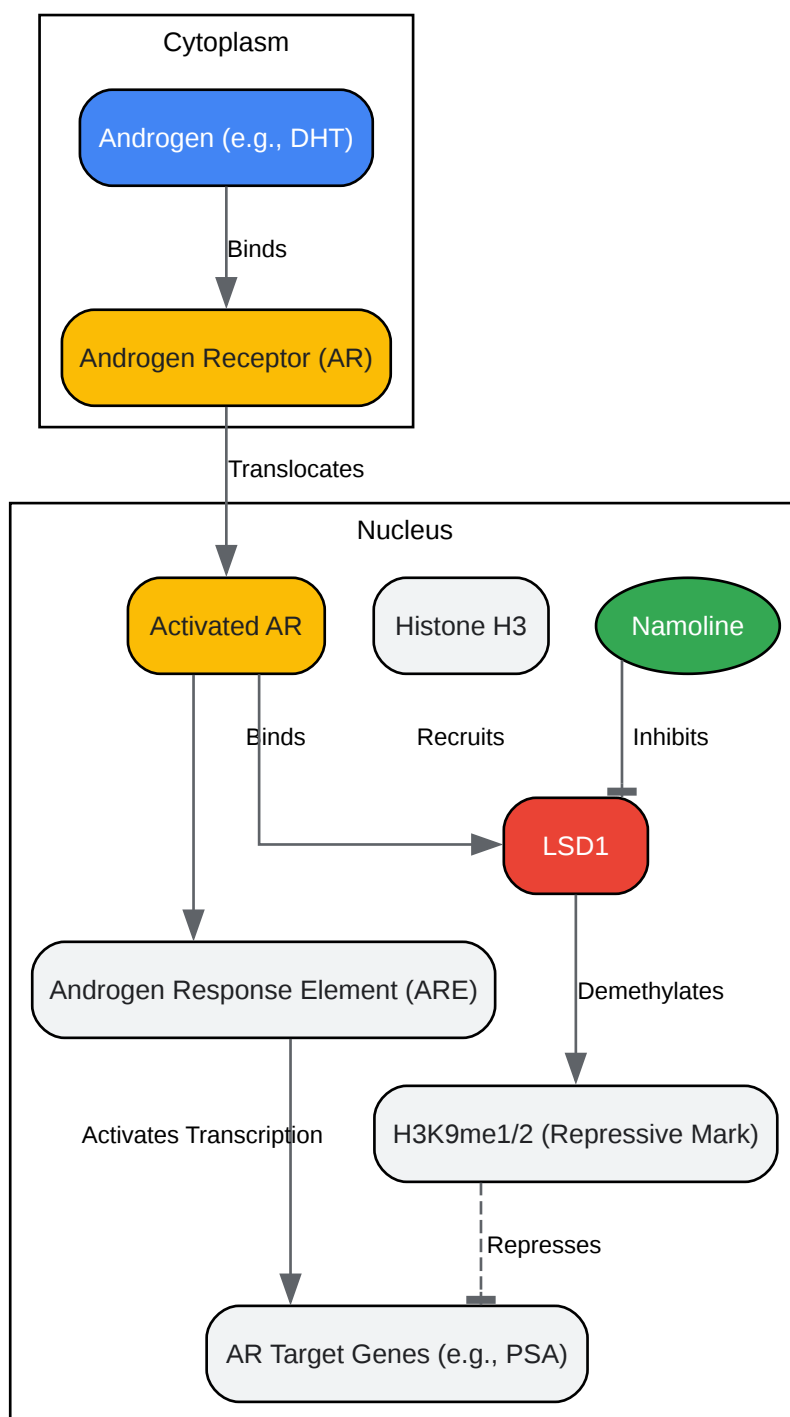 Cytoplasm
Androgen (e.g., DHT)
Binds
Androgen Receptor (AR)
Translocates
Nucleus
Activated AR
Histone H3
Namoline
Binds
Recruits
Inhibits
LSD1
Androgen Response Element (ARE)
Demethylates
Activates Transcription
H3K9me1/2 (Repressive Mark)
Represses
AR Target Genes (e.g., PSA)